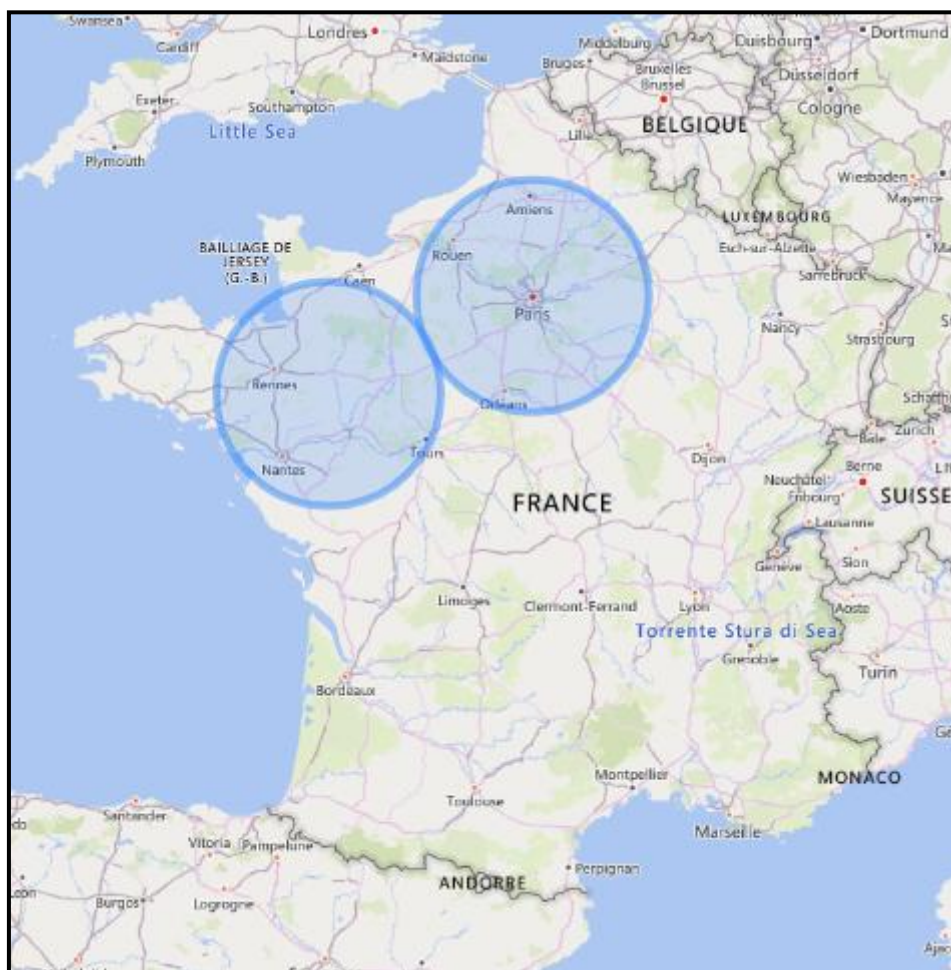 Swansea
Cardiff
Londres
Maidstone
Middelburg
Bruges
Duisbourg
Dortmund
Düsseldorf
Cologne
Bruxelles
Brussel
BELGIQUE
Exeter
Southampton
Little Sea
Plymouth
Lille
Wiesbaden
Mayence
LUXEMBOURG
Esch-sur-Alzette
Sarrebruck
Amiens
Rouen
BAILLIAGE DE
JERSEY
(G.-B.)
Caen
Paris
Nancy
Strasbourg
Rennes
Orléans
Schaffh
Nantes
Tours
Dijon
Bâle
Zurich
Berne
Neuchâtel
Fribourg
SUISSE
FRANCE
Lausanne
Genève
Sion
Limoges
Clermont-Ferrand
Lyon
Aoste
Torrente Stura di Sea
Grenoble
Turin
Bordeaux
Gê
Montpellier
MONACO
Toulouse
Marseille
Santander
Vitoria
Pampelune
Perpignan
ANDORRE
Burgos
Logrogne
Ajac